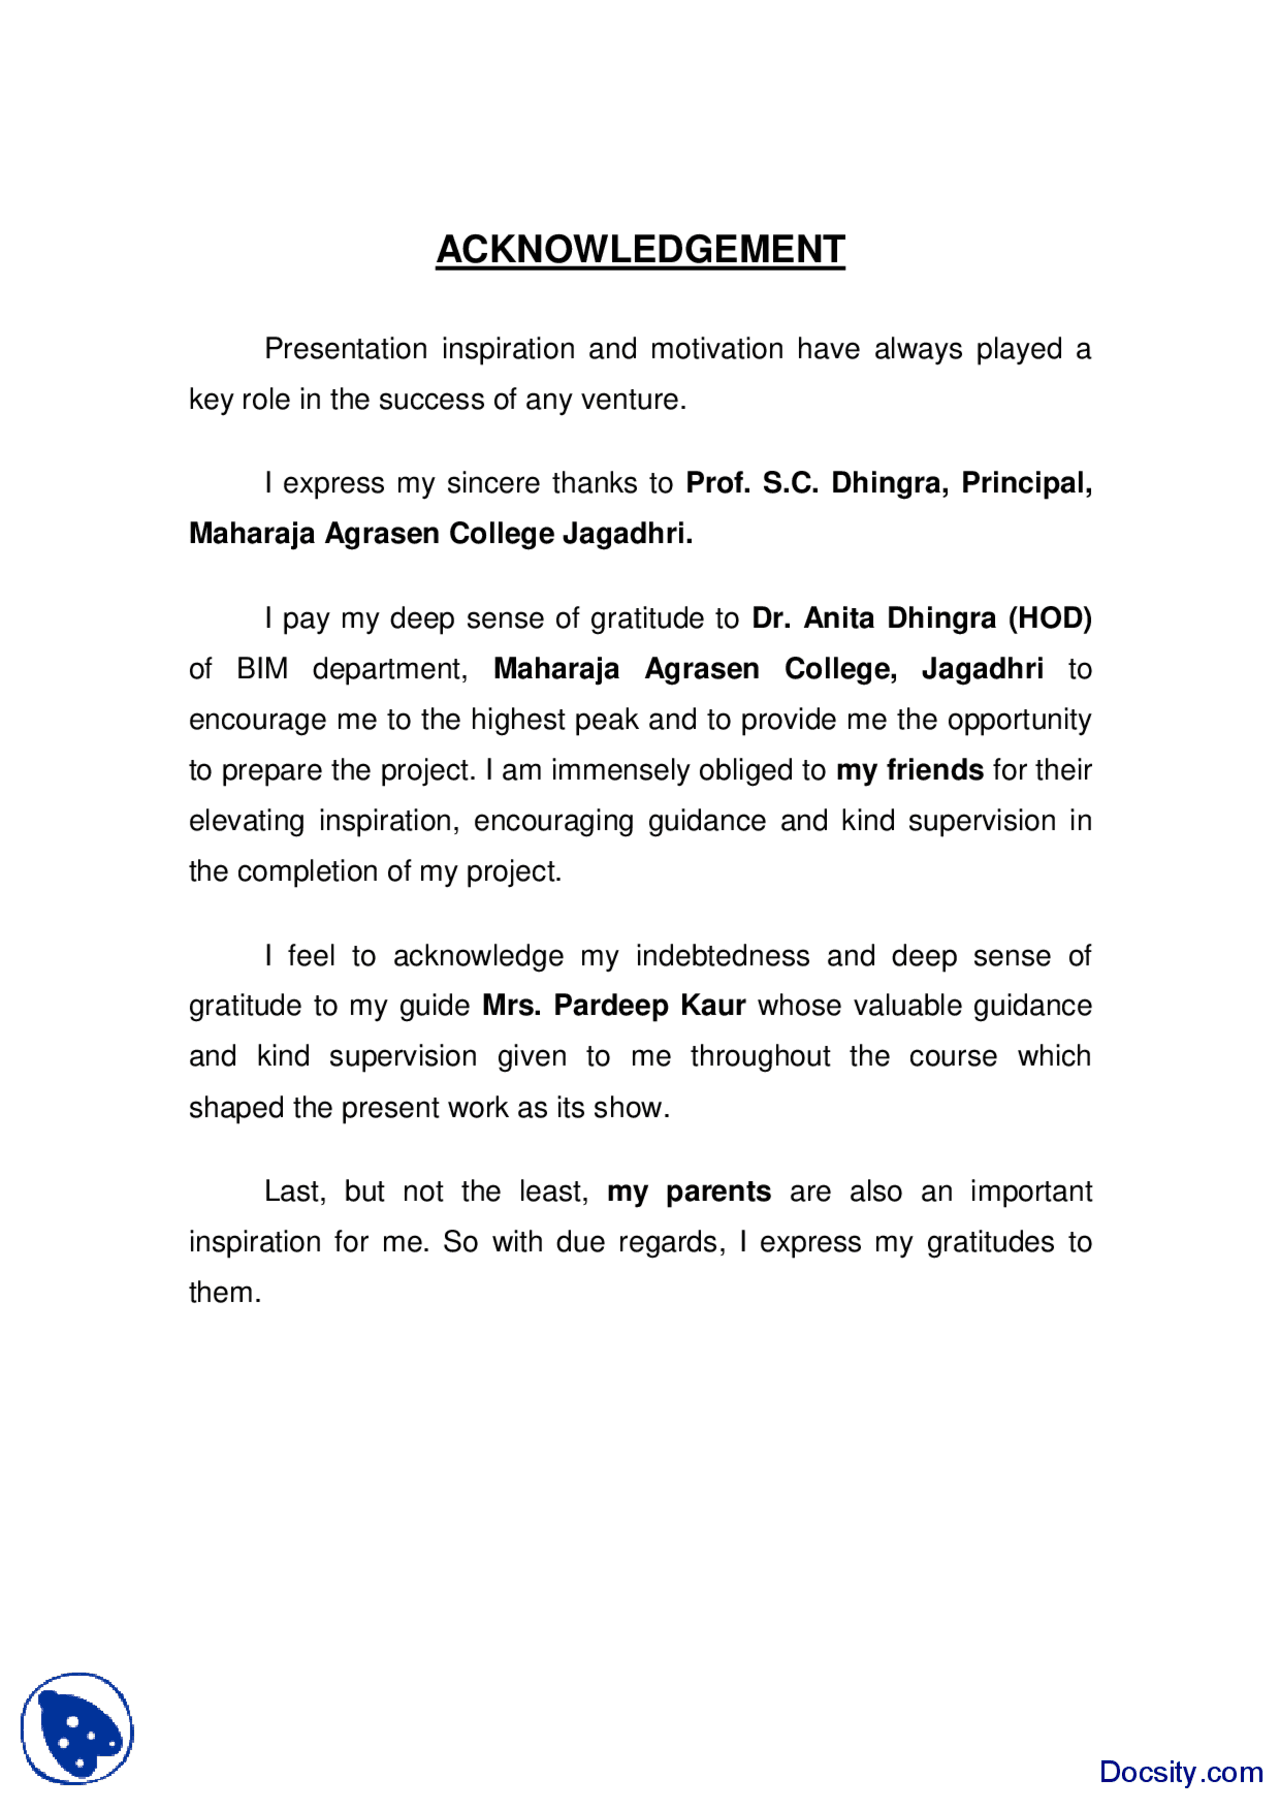 ACKNOWLEDGEMENT
Presentation inspiration and motivation have always played a
key role in the success of any venture.
I express my sincere thanks to Prof. S.C. Dhingra, Principal,
Maharaja Agrasen College Jagadhri.
I pay my deep sense of gratitude to Dr. Anita Dhingra (HOD)
of BIM department, Maharaja Agrasen College, Jagadhri to
encourage me to the highest peak and to provide me the opportunity
to prepare the project. I am immensely obliged to my friends for their
elevating inspiration, encouraging guidance and kind supervision in
the completion of my project.
I feel to acknowledge my indebtedness and deep sense of
gratitude to my guide Mrs. Pardeep Kaur whose valuable guidance
and kind supervision given to me throughout the course which
shaped the present work as its show.
Last, but not the least, my parents are also an important
inspiration for me. So with due regards, I express my gratitudes to
them.
Docsity.com